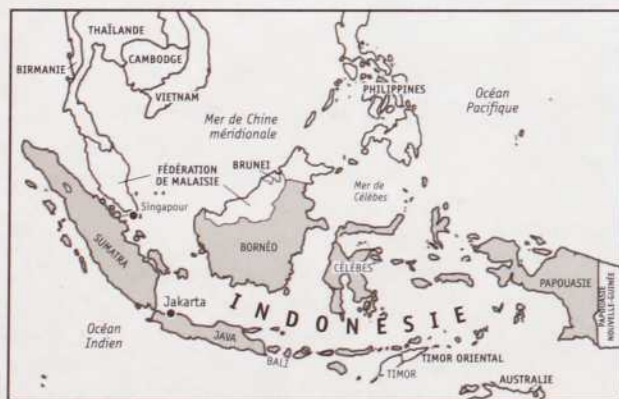 THAÏLANDE
BIRMANIE
CAMBODGE
VIETNAM
PHILIPPINES
Océan
Pacifique
Mer de Chine
méridionale
BRUNEI
FÉDÉRATION
DE MALAISIE
Mer de
Célèbes
Singapour
SUMATRA
BORNÉO
CÉLÈBES
PAPOUASIE
PAPOUASIE
NOUVELLE-GUINÉE
Jakarta
INDONÉSIE
Océan
Indien
JAVA
BALI
TIMOR ORIENTAL
TIMOR
AUSTRALIE